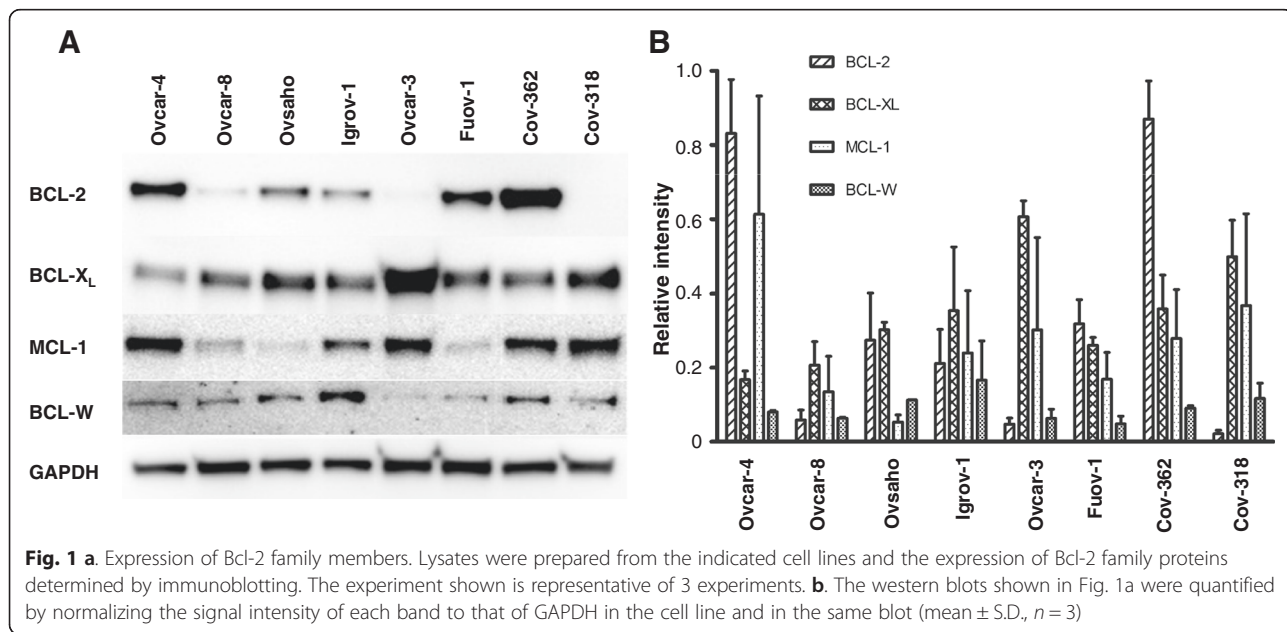 A
Ovcar-4
Ovcar-8
Ovsaho
Igrov-1
Ovcar-3
Fuov-1
Cov-362
Cov-318
BCL-2
BCL-XL
MCL-1
BCL-W
GAPDH
B
BCL-2
BCL-XL
MCL-1
BCL-W
Relative intensity
1.0
0.8
0.6
0.4
0.2
0
Ovcar-4
Ovcar-8
Ovsaho
Igrov-1
Ovcar-3
Fuov-1
Cov-362
Cov-318
Fig. 1 a. Expression of Bcl-2 family members. Lysates were prepared from the indicated cell lines and the expression of Bcl-2 family proteins
determined by immunoblotting. The experiment shown is representative of 3 experiments. b. The western blots shown in Fig. 1a were quantified
by normalizing the signal intensity of each band to that of GAPDH in the cell line and in the same blot (mean ± S.D., n = 3)